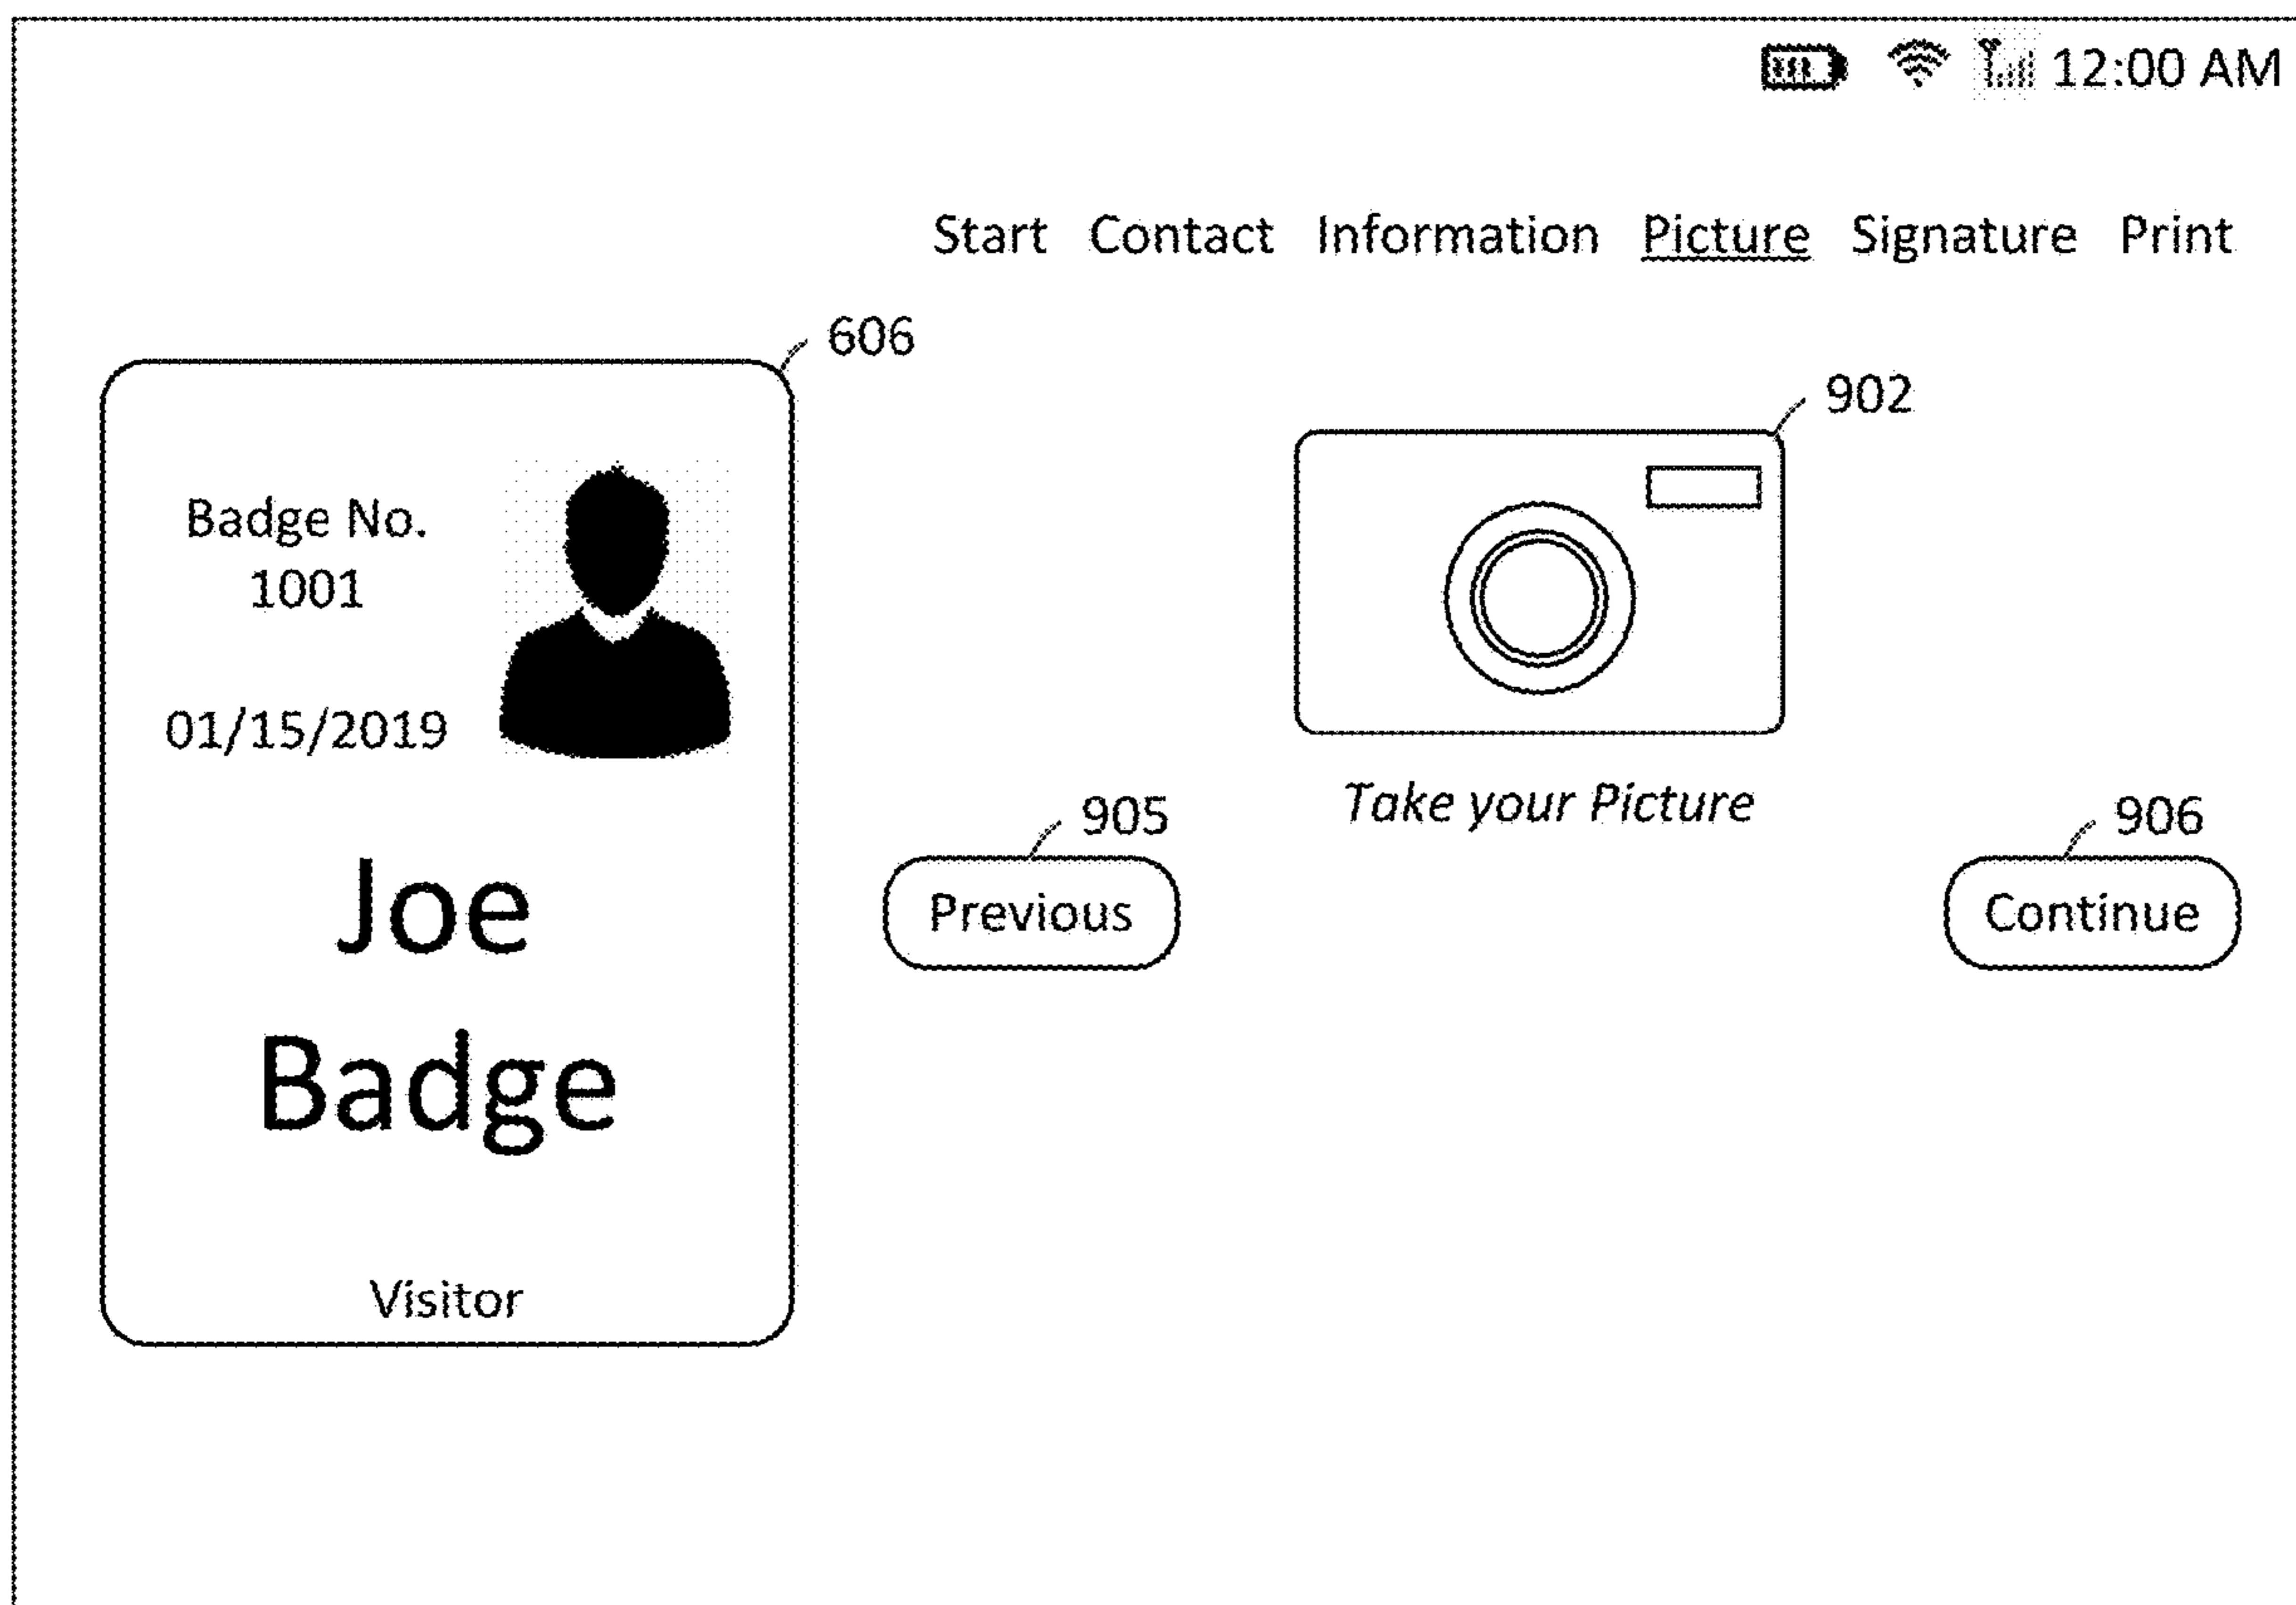 12:00 AM
Start Contact Information Picture Signature Print
606
902
Badge No.
1001
01/15/2019
Joe
Badge
Visitor
Take your Picture
905
Previous
906
Continue